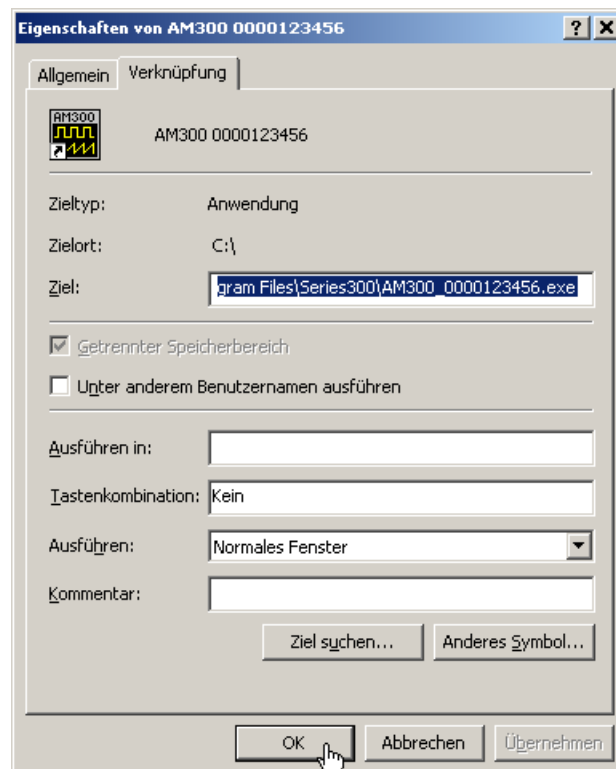 Eigenschaften von AM300 0000123456
Allgemein
Verknüpfung
AM300
AM300 0000123456
Zieltyp: Anwendung
Zielort: C:\
Ziel: gram Files\Series300\AM300_0000123456.exe
Getrennter Speicherbereich
Unter anderem Benutzernamen ausführen
Ausführen in:
Tastenkombination: Kein
Ausführen: Normales Fenster
Kommentar:
Ziel suchen... Anderes Symbol...
OK Abbrechen Übernehmen